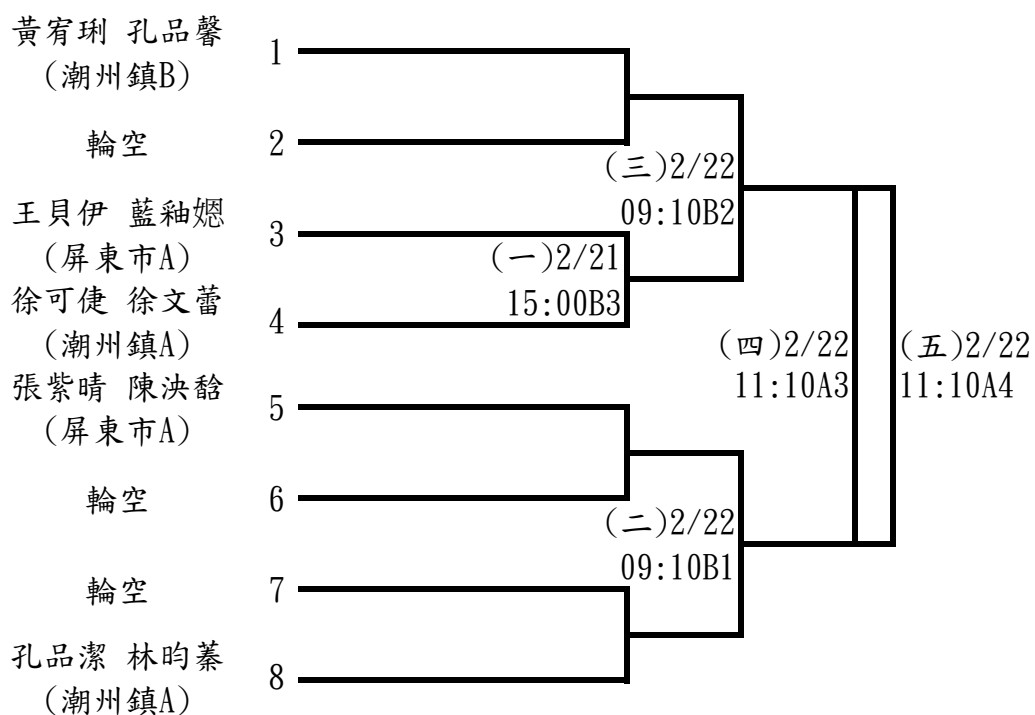 黃宥琍 孔品馨
(潮州鎮B)
1
輪空
2
(三)2/22
09:10B2
王貝伊 藍釉嬺
(屏東市A)
3
(一)2/21
15:00B3
徐可倢 徐文蕾
(潮州鎮A)
4
(四)2/22
11:10A3
(五)2/22
11:10A4
張紫晴 陳泱馠
(屏東市A)
5
輪空
6
(二)2/22
09:10B1
輪空
7
孔品潔 林昀蓁
(潮州鎮A)
8